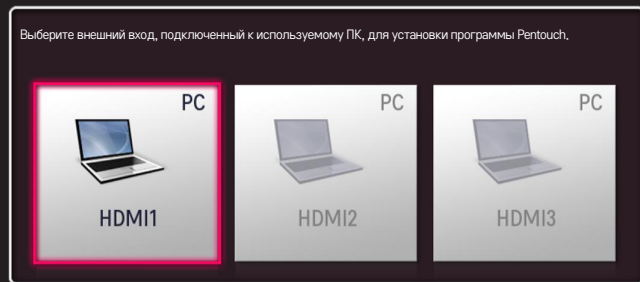 Выберите внешний вход, подключенный к используемому ПК, для установки программы Pentouch.
PC
PC
PC
HDMI1
HDMI2
HDMI3